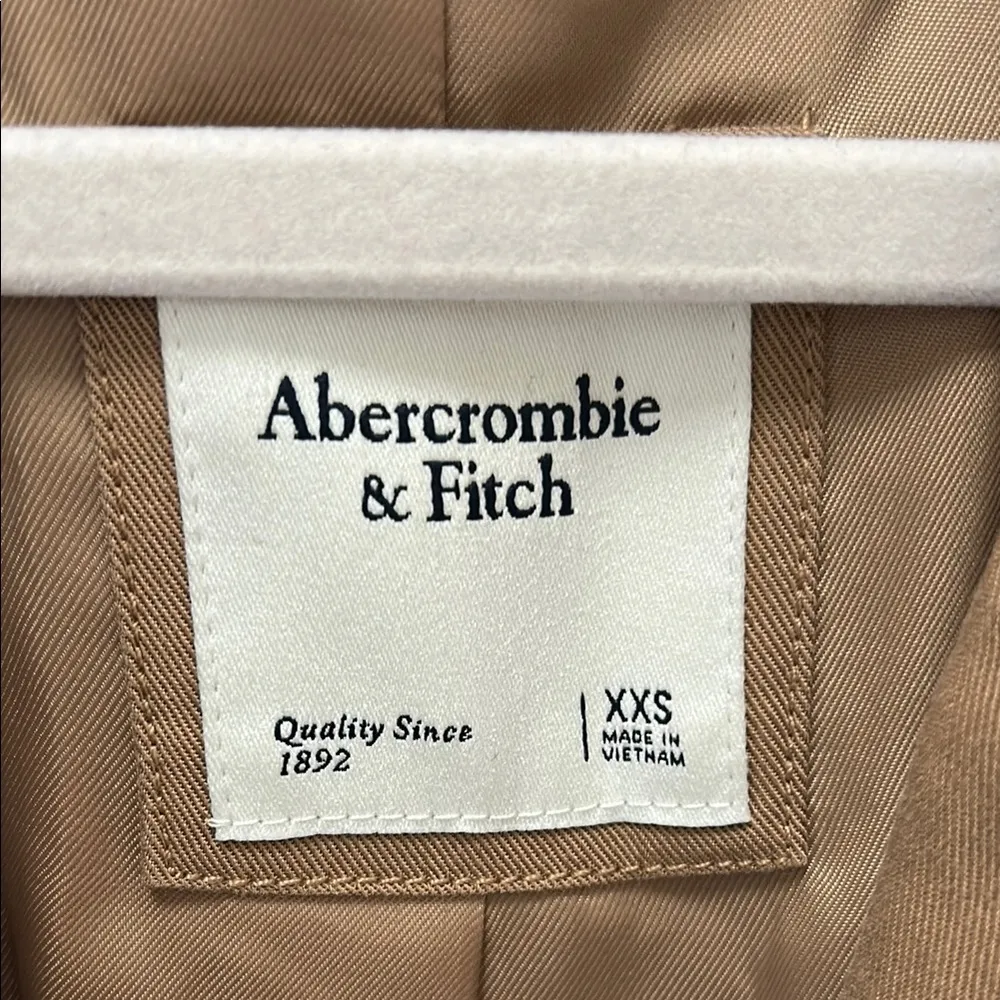 Abercrombie
& Fitch
Quality Since
1892
XXS
MADE IN
VIETNAM